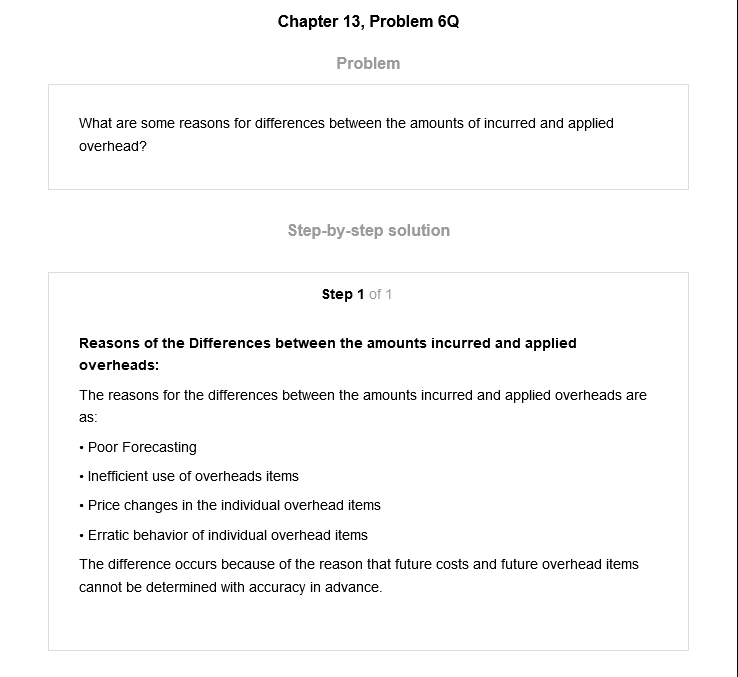 Chapter 13, Problem 6Q
Problem
What are some reasons for differences between the amounts of incurred and applied
overhead?
Step-by-step solution
Step 1 of 1
Reasons of the Differences between the amounts incurred and applied
overheads:
The reasons for the differences between the amounts incurred and applied overheads are
as:
• Poor Forecasting
• Inefficient use of overheads items
• Price changes in the individual overhead items
• Erratic behavior of individual overhead items
The difference occurs because of the reason that future costs and future overhead items
cannot be determined with accuracy in advance.